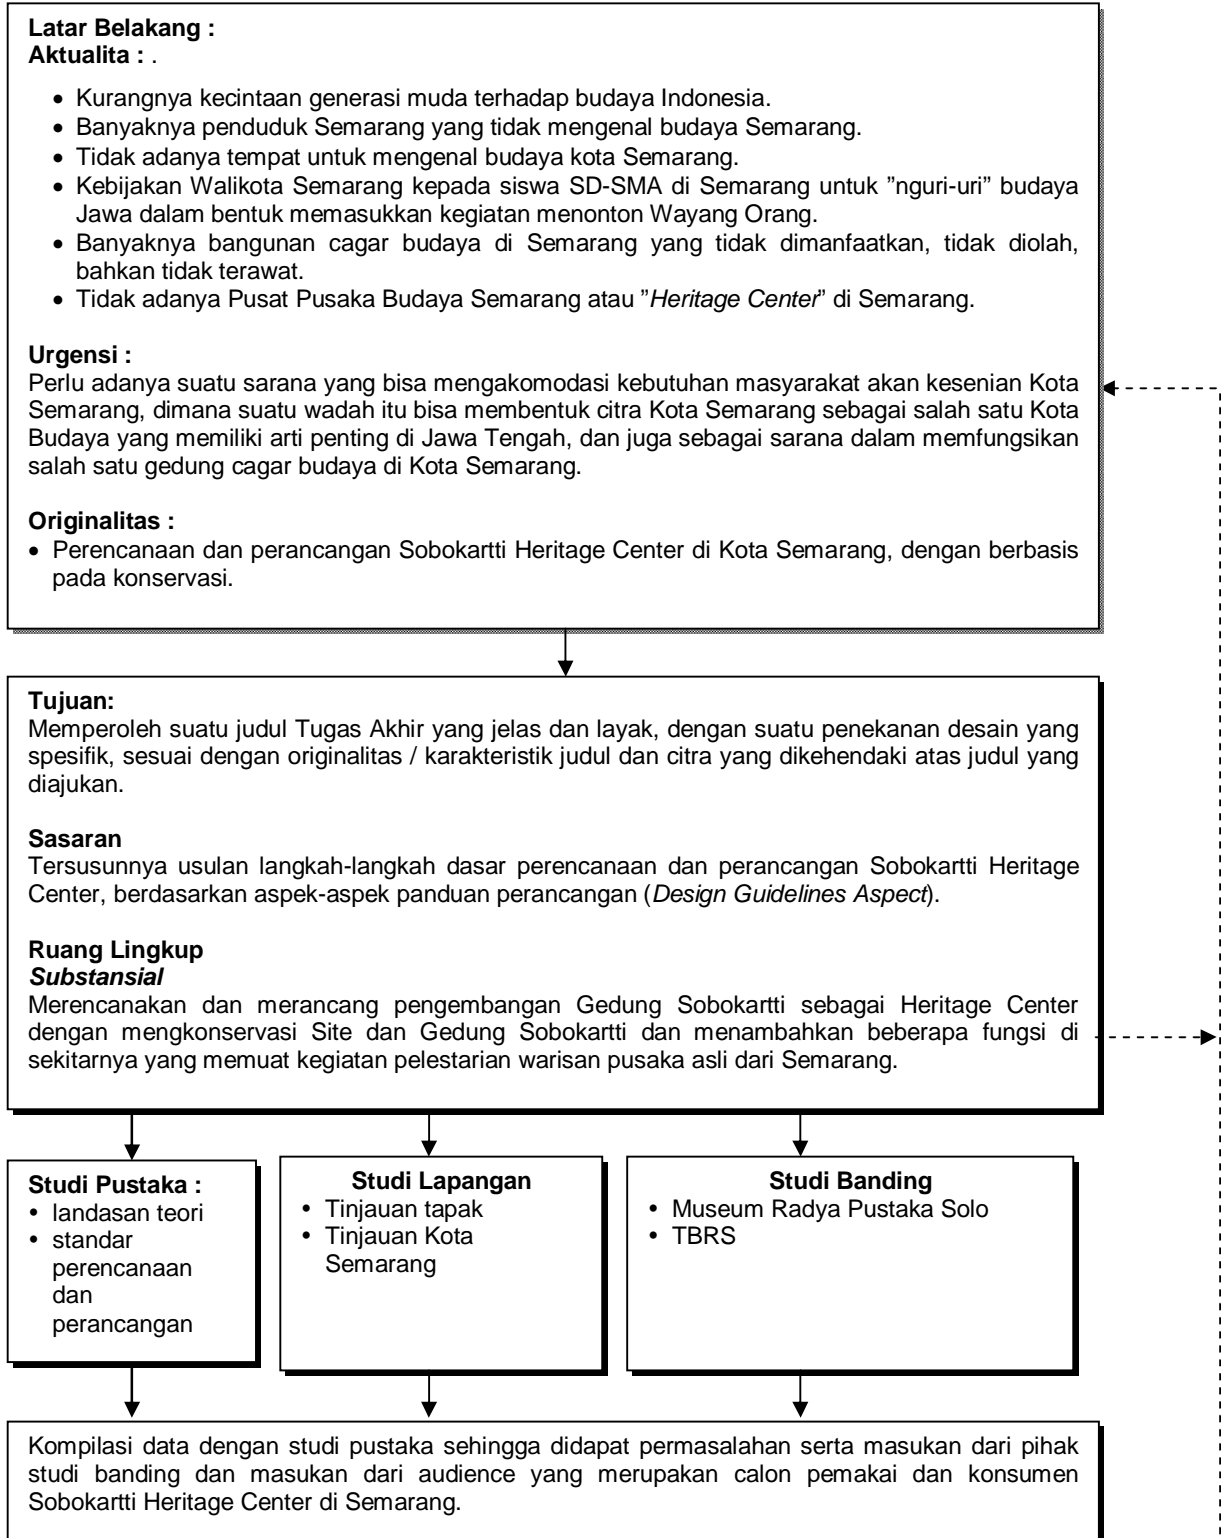 Latar Belakang :
Aktualita : .
• Kurangnya kecintaan generasi muda terhadap budaya Indonesia.
• Banyaknya penduduk Semarang yang tidak mengenal budaya Semarang.
• Tidak adanya tempat untuk mengenal budaya kota Semarang.
• Kebijakan Walikota Semarang kepada siswa SD-SMA di Semarang untuk ”nguri-uri” budaya
Jawa dalam bentuk memasukkan kegiatan menonton Wayang Orang.
• Banyaknya bangunan cagar budaya di Semarang yang tidak dimanfaatkan, tidak diolah,
bahkan tidak terawat.
• Tidak adanya Pusat Pusaka Budaya Semarang atau ”Heritage Center” di Semarang.
Urgensi :
Perlu adanya suatu sarana yang bisa mengakomodasi kebutuhan masyarakat akan kesenian Kota
Semarang, dimana suatu wadah itu bisa membentuk citra Kota Semarang sebagai salah satu Kota
Budaya yang memiliki arti penting di Jawa Tengah, dan juga sebagai sarana dalam memfungsikan
salah satu gedung cagar budaya di Kota Semarang.
Originalitas :
• Perencanaan dan perancangan Sobokartti Heritage Center di Kota Semarang, dengan berbasis
pada konservasi.
Tujuan:
Memperoleh suatu judul Tugas Akhir yang jelas dan layak, dengan suatu penekanan desain yang
spesifik, sesuai dengan originalitas / karakteristik judul dan citra yang dikehendaki atas judul yang
diajukan.
Sasaran
Tersusunnya usulan langkah-langkah dasar perencanaan dan perancangan Sobokartti Heritage
Center, berdasarkan aspek-aspek panduan perancangan (Design Guidelines Aspect).
Ruang Lingkup
Substansial
Merencanakan dan merancang pengembangan Gedung Sobokartti sebagai Heritage Center
dengan mengkonservasi Site dan Gedung Sobokartti dan menambahkan beberapa fungsi di
sekitarnya yang memuat kegiatan pelestarian warisan pusaka asli dari Semarang.
Studi Pustaka :
• landasan teori
• standar
perencanaan
dan
perancangan
Studi Lapangan
• Tinjauan tapak
• Tinjauan Kota
Semarang
Studi Banding
• Museum Radya Pustaka Solo
• TBRS
Kompilasi data dengan studi pustaka sehingga didapat permasalahan serta masukan dari pihak
studi banding dan masukan dari audience yang merupakan calon pemakai dan konsumen
Sobokartti Heritage Center di Semarang.